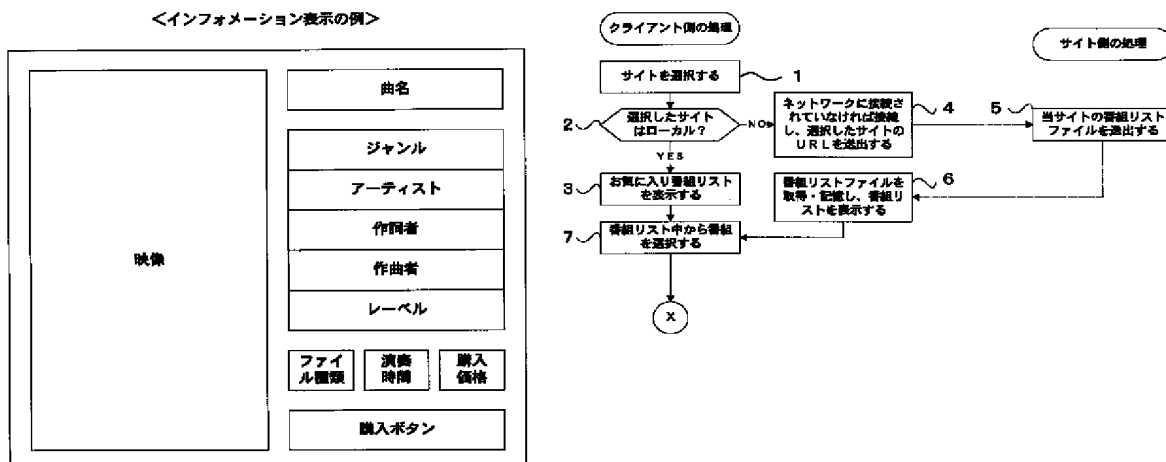 <インフォメーション表示の例>
映像
曲名
ジャンル
アーティスト
作詞者
作曲者
レーベル
ファイ
ル種類
演奏
時間
購入
価格
購入ボタン
クライアント側の処理
サイト側の処理
サイトを選択する
1
2
選択したサイト
はローカル?
NO
YES
ネットワークに接続され
ていなければ接続
し、選択したサイトの
URLを送出する
4
5
当サイトの番組リスト
ファイルを送出する
3
お気に入り番組リスト
を表示する
番組リストファイルを
取得・記憶し、番組リ
ストを表示する
6
7
番組リスト中から番組
を選択する
X